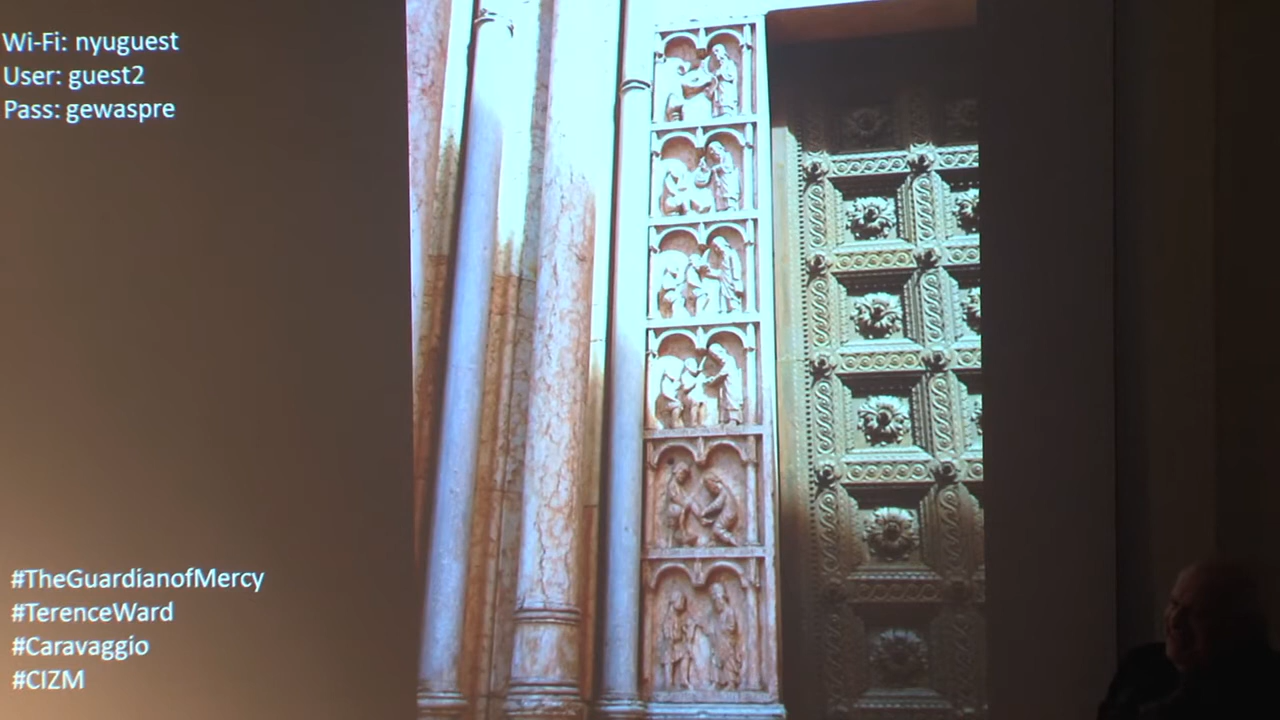 Wi-Fi: nyuguest
User: guest2
Pass: gewaspre
#TheGuardianofMercy
#TerenceWard
#Caravaggio
#CIZM